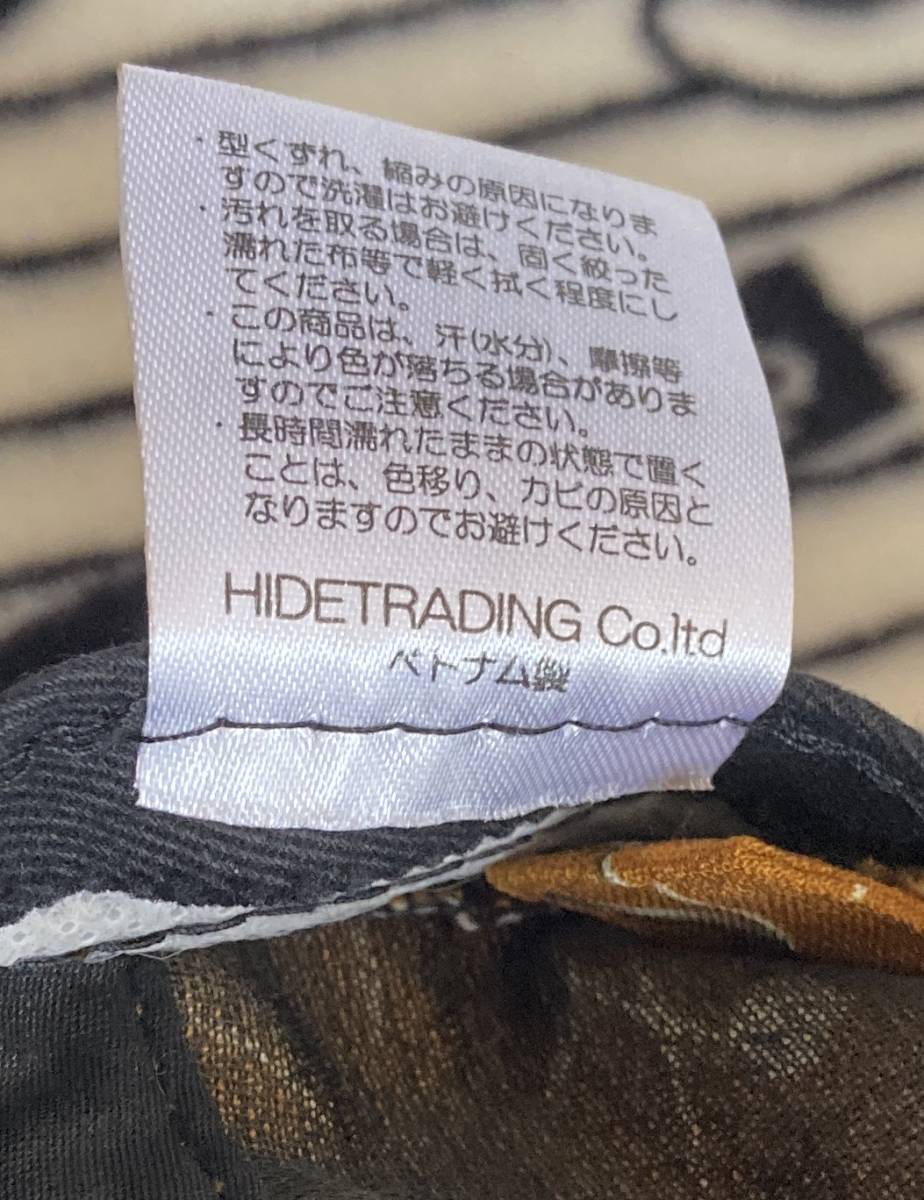 ・型くずれ、縮みの原因になりま
すので洗濯はお避けください。
・汚れを取る場合は、固く絞った
濡れた布等で軽く拭く程度にし
てください。
・この商品は、汗(水分)、摩擦等
により色が落ちる場合がありま
すのでご注意ください。
・長時間濡れたままの状態で置く
ことは、色移り、カビの原因と
なりますのでお避けください。
HIDETRADING Co.ltd
ベトナム製